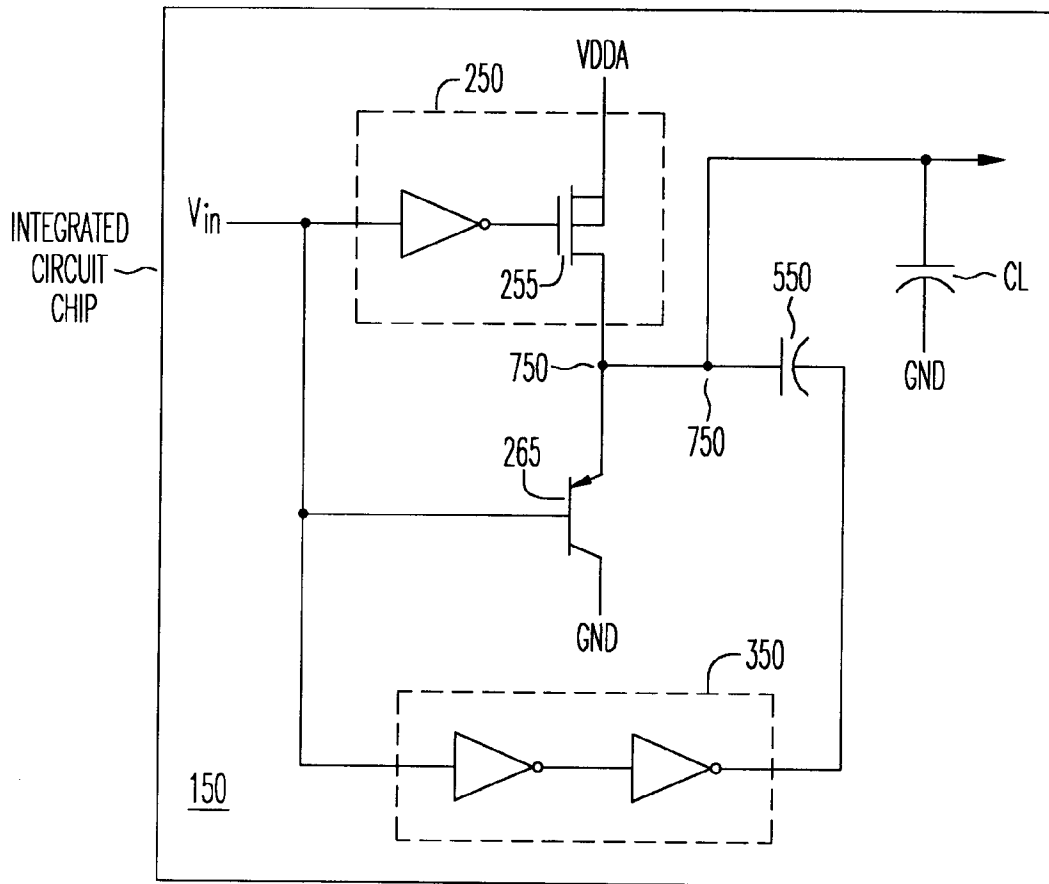 VDDA
250
Vin
INTEGRATED
CIRCUIT
CHIP
255
550
CL
750
GND
750
265
GND
350
150